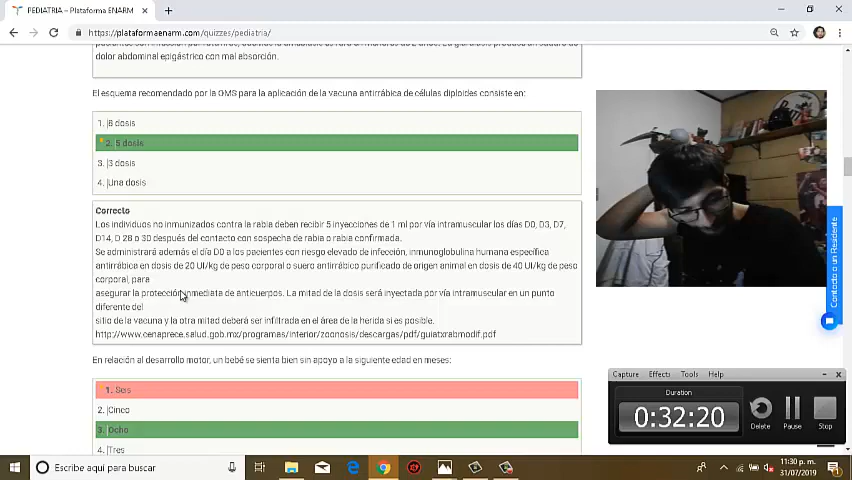 PEDIATRIA – Plataforma ENARM
https://plataformaenarm.com/quizzes/pediatria/
dolor abdominal epigástrico con mal absorción.
El esquema recomendado por la OMS para la aplicación de la vacuna antirrábica de células diploides consiste en:
1. 6 dosis
2. 5 dosis
3. 3 dosis
4. Una dosis
Correcto
Los individuos no inmunizados contra la rabia deben recibir 5 inyecciones de 1 ml por vía intramuscular los días D0, D3, D7,
D14, D 28 o 30 después del contacto con sospecha de rabia o rabia confirmada.
Se administrará además el día D0 a los pacientes con riesgo elevado de infección, inmunoglobulina humana específica
antirrábica en dosis de 20 UI/kg de peso corporal o suero antirrábico purificado de origen animal en dosis de 40 UI/kg de peso
corporal, para
asegurar la protección inmediata de anticuerpos. La mitad de la dosis será inyectada por vía intramuscular en un punto
diferente del
sitio de la vacuna y la otra mitad deberá ser infiltrada en el área de la herida si es posible.
http://www.cenaprece.salud.gob.mx/programas/interior/zoonosis/descargas/pdf/guiatxrabmodif.pdf
En relación al desarrollo motor, un bebé se sienta bien sin apoyo a la siguiente edad en meses:
1. Seis
2. Cinco
3. Ocho
4. Tres
Contacto o un Residente
Capture Effects Tools Help
Duration
0:32:20
Delete
Pause
Stop
Escribe aquí para buscar
11:30 p. m.
31/07/2019